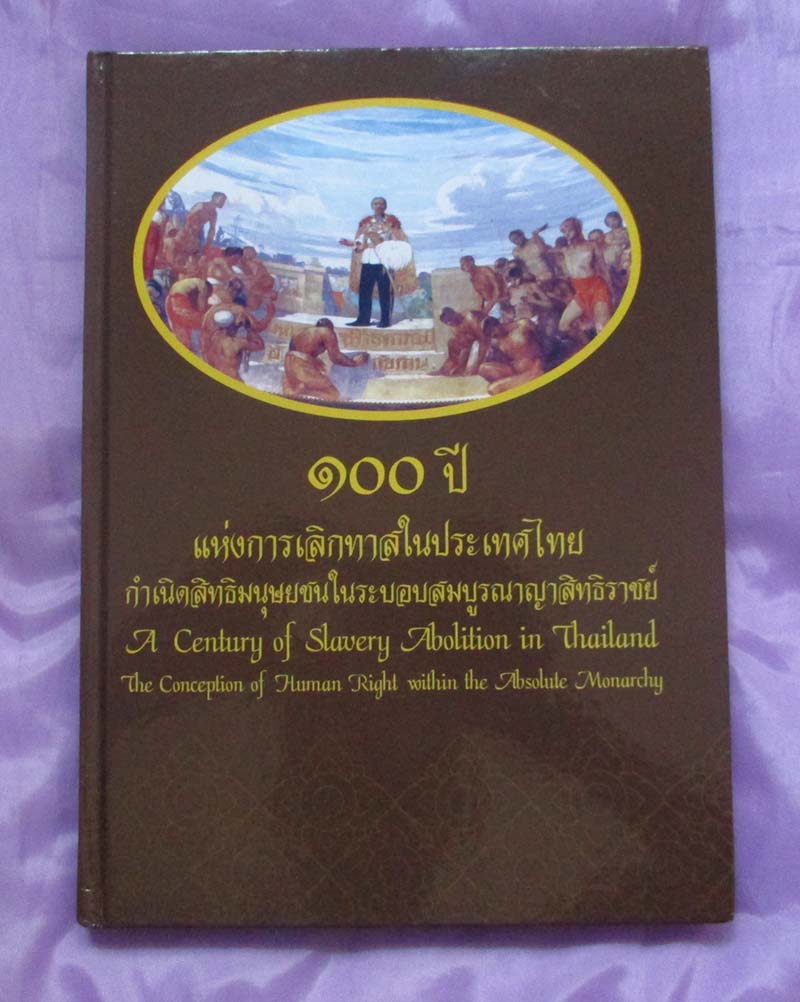 ๑๐๐ ปี
แห่งการเลิกทาสในประเทศไทย
กำเนิดสิทธิมนุษยชนในระบอบสมบูรณาญาสิทธิราชย์
A Century of Slavery Abolition in Thailand
The Conception of Human Right within the Absolute Monarchy